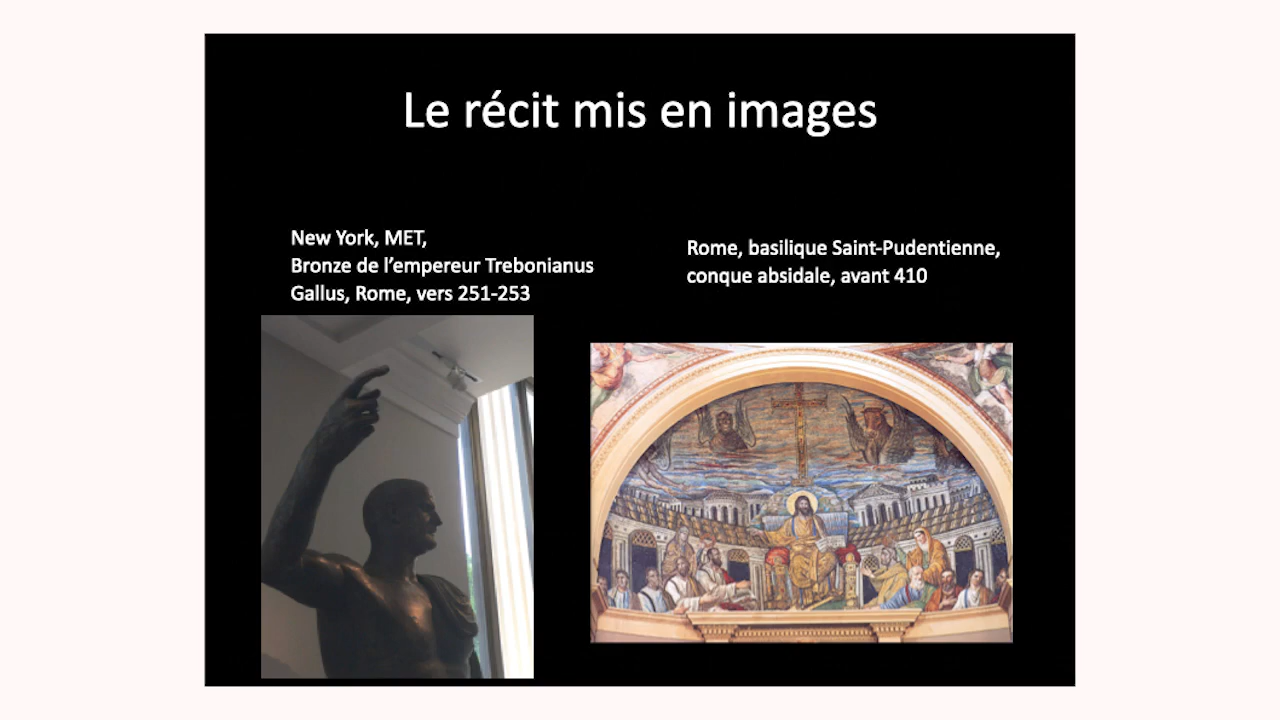 Le récit mis en images
New York, MET,
Bronze de l’empereur Trebonianus
Gallus, Rome, vers 251-253
Rome, basilique Saint-Pudentienne,
conque absidale, avant 410